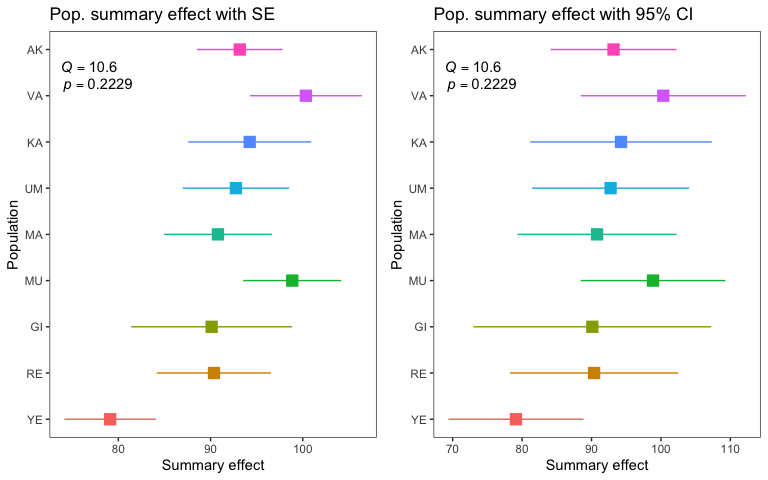 Pop. summary effect with SE
Q = 10.6
p = 0.2229
AK
VA
KA
UM
MA
MU
GI
RE
YE
Population
80 90 100
Summary effect
Pop. summary effect with 95% CI
Q = 10.6
p = 0.2229
AK
VA
KA
UM
MA
MU
GI
RE
YE
Population
70 80 90 100 110
Summary effect